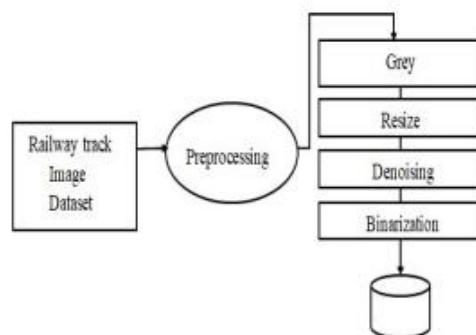 Railway track
Image
Dataset
Preprocessing
Grey
Resize
Denoising
Binarization